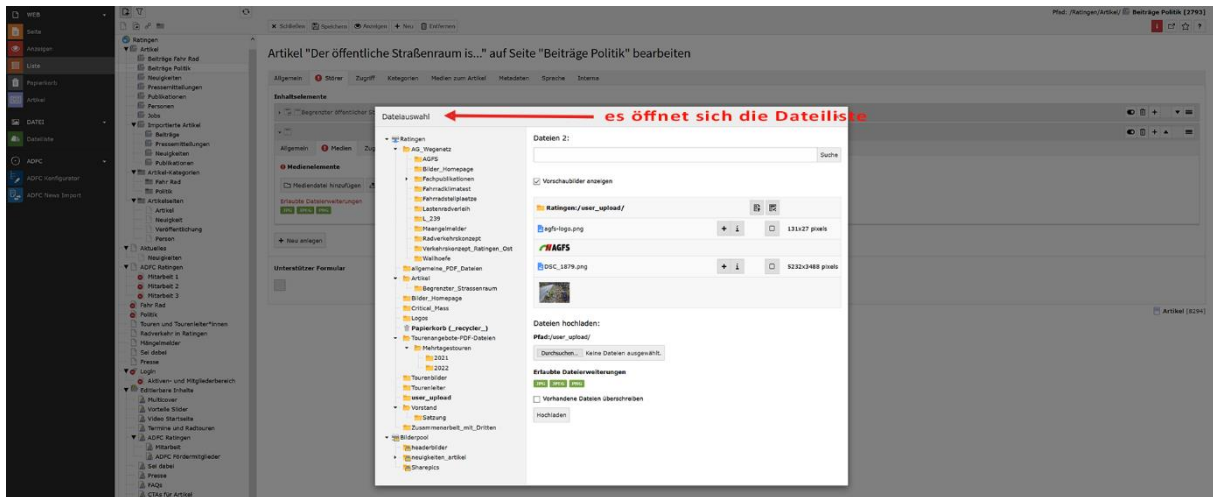 WEB
Pfad: /Ratingen/Artikel/ Beiträge Politik [2793]
Seite
Schließen Speichern Anzeigen + Neu Entfernen
Ratingen
Anzeigen
Artikel
Beiträge Fahr Rad
Artikel "Der öffentliche Straßenraum is..." auf Seite "Beiträge Politik" bearbeiten
Liste
Beiträge Politik
Neuigkeiten
Allgemein Störer Zugriff Kategorien Medien zum Artikel Metadaten Sprache Interna
Papierkorb
Pressemitteilungen
Publikationen
Inhaltselemente
Artikel
Personen
Jobs
Begrenzter öffentlicher
DATEI
Importierte Artikel
Beiträge
Dateiliste
Pressemitteilungen
Neuigkeiten
Allgemein Medien
Publikationen
ADFC
Artikel-Kategorien
Medienelemente
Fahr Rad
ADFC Konfigurator
Politik
Mediendatei hinzufügen
ADFC News Import
Artikelseiten
Erlaubte Dateierweiterungen
Artikel
JPG JPEG PNG
Neuigkeit
Veröffentlichung
Person
+ Neu anlegen
Aktuelles
Neuigkeiten
ADFC Ratingen
Unterstützer Formular
Mitarbeit 1
Mitarbeit 2
Mitarbeit 3
Fahr Rad
Politik
Artikel [8294]
Touren und Tourenleiter*innen
Radverkehr in Ratingen
Mängelmelder
Sei dabei
Presse
Login
Aktiven- und Mitgliederbereich
Editierbare Inhalte
Multicover
Vorteile Slider
Video Startseite
Termine und Radtouren
ADFC Ratingen
Mitarbeit
ADFC Fördermitglieder
Sei dabei
Presse
FAQs
CTAs für Artikel
Dateiauswahl
es öffnet sich die Dateiliste
Ratingen
AG_Wegenetz
AGFS
Bilder_Homepage
Fachpublikationen
Fahrradklimatest
Fahrradstellplaetze
Lastenradverleih
L_239
Maengelmelder
Radverkehrskonzept
Verkehrskonzept_Ratingen_Ost
Wallhoefe
allgemeine_PDF_Dateien
Artikel
Begrenzter_Strassenraum
Bilder_Homepage
Critical_Mass
Logos
Papierkorb (_recycler_)
Tourenangebote-PDF-Dateien
Mehrtagestouren
2021
2022
Tourenbilder
Tourenleiter
user_upload
Vorstand
Satzung
Zusammenarbeit_mit_Dritten
Bilderpool
headerbilder
neuigkeiten_artikel
Sharepics
Dateien 2:
Suche
Vorschaubilder anzeigen
Ratingen:/user_upload/
agfs-logo.png 131x27 pixels
AGFS
DSC_1879.png 5232x3488 pixels
Dateien hochladen:
Pfad:/user_upload/
Durchsuchen... Keine Dateien ausgewählt.
Erlaubte Dateierweiterungen
JPG JPEG PNG
Vorhandene Dateien überschreiben
Hochladen